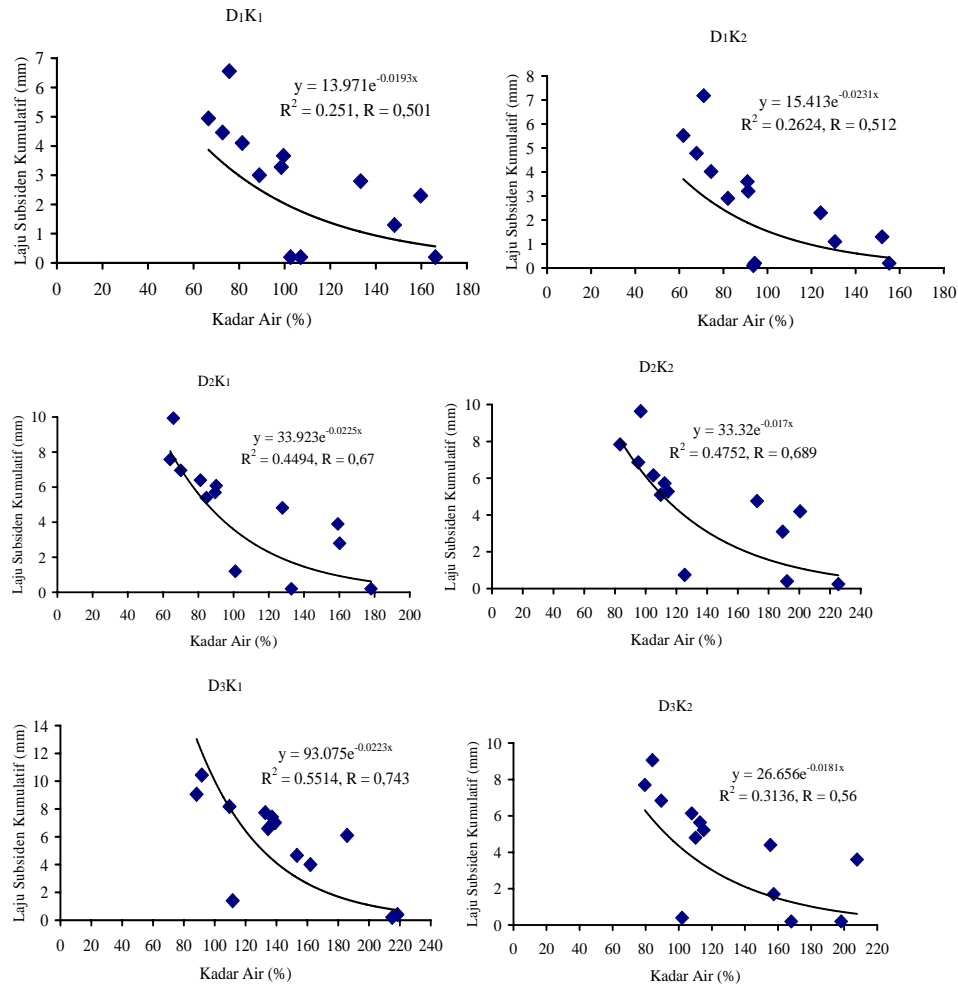 D₁K₁
Laju Subsiden Kumulatif (mm)
7
6
5
4
3
2
1
0
y = 13.971e^-0.0193x
R² = 0.251, R = 0,501
0 20 40 60 80 100 120 140 160 180
Kadar Air (%)
D₁K₂
Laju Subsiden Kumulatif (mm)
8
7
6
5
4
3
2
1
0
y = 15.413e^-0.0231x
R² = 0.2624, R = 0,512
0 20 40 60 80 100 120 140 160 180
Kadar Air (%)
D₂K₁
Laju Subsiden Kumulatif (mm)
10
8
6
4
2
0
y = 33.923e^-0.0225x
R² = 0.4494, R = 0,67
0 20 40 60 80 100 120 140 160 180 200
Kadar Air (%)
D₂K₂
Laju Subsiden Kumulatif (mm)
10
8
6
4
2
0
y = 33.32e^-0.017x
R² = 0.4752, R = 0,689
0 20 40 60 80 100 120 140 160 180 200 220 240
Kadar Air (%)
D₃K₁
Laju Subsiden Kumulatif (mm)
14
12
10
8
6
4
2
0
y = 93.075e^-0.0223x
R² = 0.5514, R = 0,743
0 20 40 60 80 100 120 140 160 180 200 220 240
Kadar Air (%)
D₃K₂
Laju Subsiden Kumulatif (mm)
10
8
6
4
2
0
y = 26.656e^-0.0181x
R² = 0.3136, R = 0,56
0 20 40 60 80 100 120 140 160 180 200 220
Kadar Air (%)